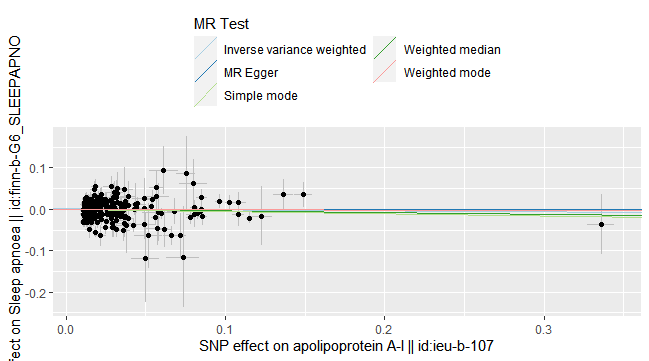 MR Test
Inverse variance weighted
Weighted median
MR Egger
Weighted mode
Simple mode
ffect on Sleep apnoea || id:finn-b-G6_SLEEPAPNO
0.1
0.0
-0.1
-0.2
0.0
0.1
0.2
0.3
SNP effect on apolipoprotein A-I || id:ieu-b-107